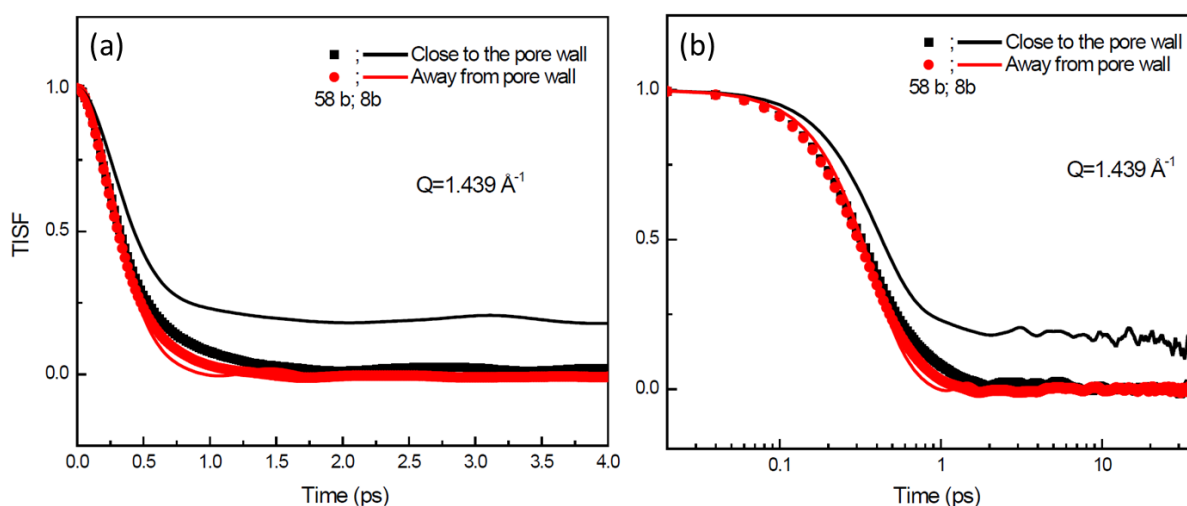 (a)
; Close to the pore wall
; Away from pore wall
58 b; 8b
Q=1.439 Å⁻¹
TISF
1.0
0.5
0.0
0.0 0.5 1.0 1.5 2.0 2.5 3.0 3.5 4.0
Time (ps)
(b)
; Close to the pore wall
; Away from pore wall
58 b; 8b
Q=1.439 Å⁻¹
1.0
0.5
0.0
0.1 1 10
Time (ps)